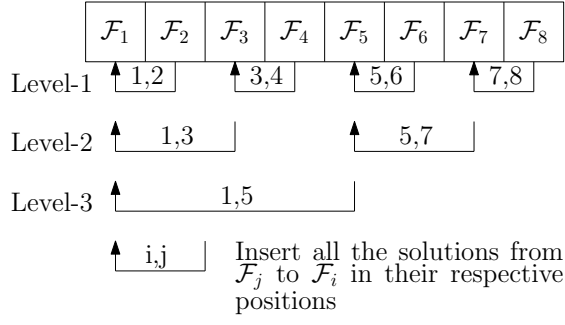 F₁ F₂ F₃ F₄ F₅ F₆ F₇ F₈
Level-1 1,2 3,4 5,6 7,8
Level-2 1,3 5,7
Level-3 1,5
i,j Insert all the solutions from
Fⱼ to Fᵢ in their respective
positions